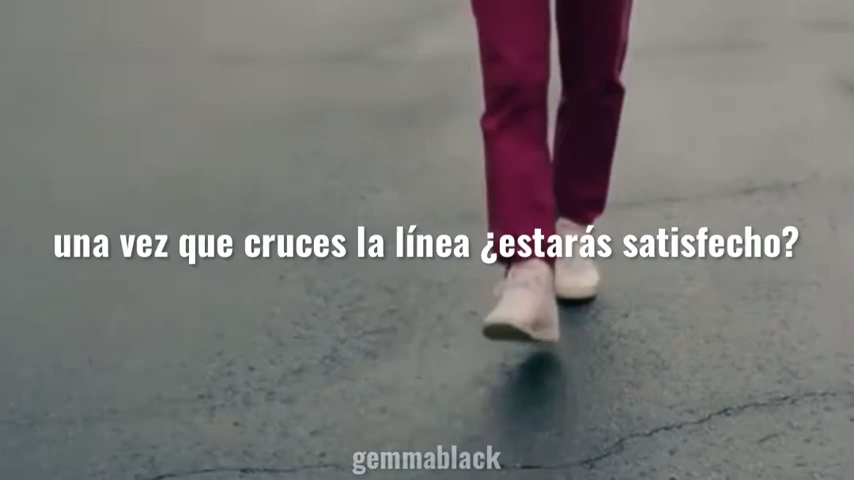 una vez que cruces la línea ¿estarás satisfecho?
gemmablack